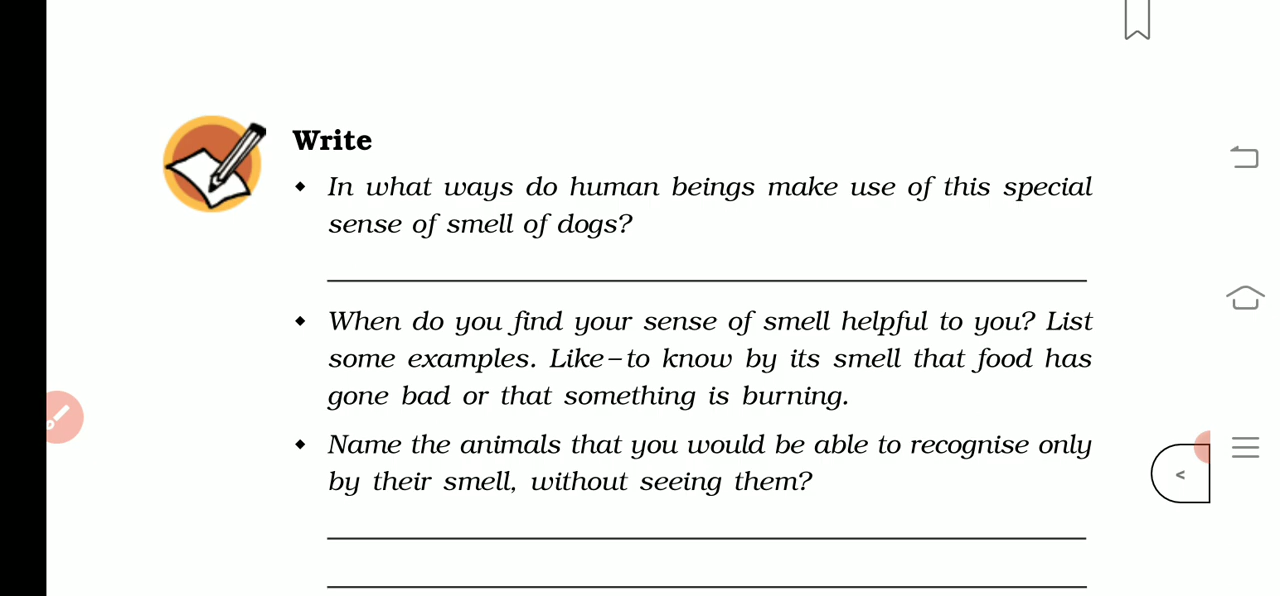 Write
In what ways do human beings make use of this special
sense of smell of dogs?
When do you find your sense of smell helpful to you? List
some examples. Like–to know by its smell that food has
gone bad or that something is burning.
Name the animals that you would be able to recognise only
by their smell, without seeing them?